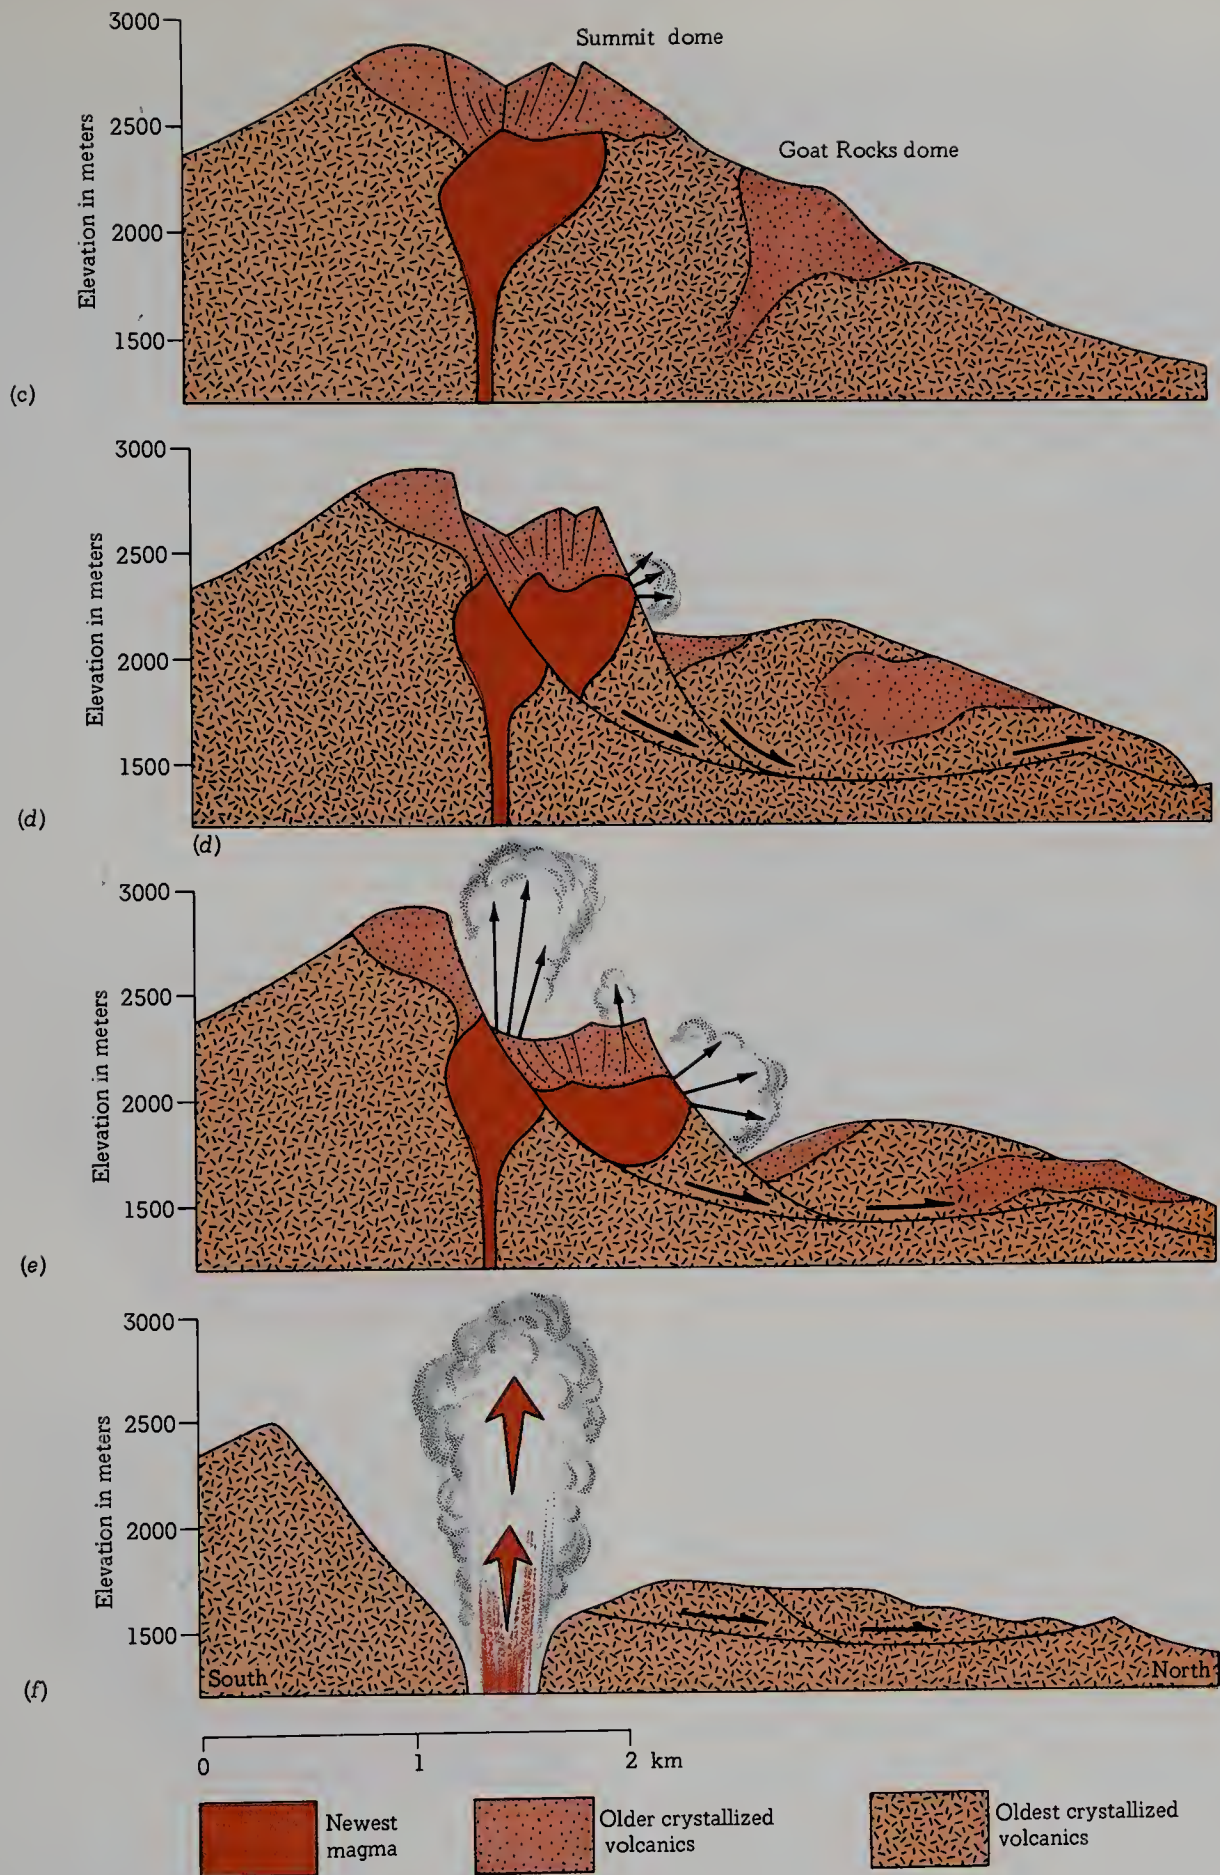 3000
2500
2000
1500
Elevation in meters
Summit dome
Goat Rocks dome
(c)
3000
2500
2000
1500
Elevation in meters
(d)
(d)
3000
2500
2000
1500
Elevation in meters
(e)
3000
2500
2000
1500
Elevation in meters
South
North
(f)
0 1 2 km
Newest
magma
Older crystallized
volcanics
Oldest crystallized
volcanics